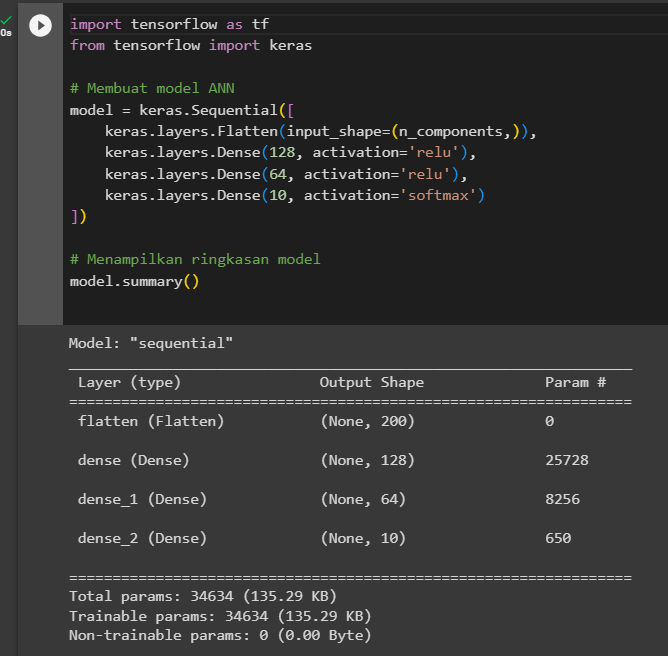 0s
import tensorflow as tf
from tensorflow import keras
# Membuat model ANN
model = keras.Sequential([
    keras.layers.Flatten(input_shape=(n_components,)),
    keras.layers.Dense(128, activation='relu'),
    keras.layers.Dense(64, activation='relu'),
    keras.layers.Dense(10, activation='softmax')
])
# Menampilkan ringkasan model
model.summary()
Model: "sequential"
_________________________________________________________________
Layer (type) Output Shape Param #
=================================================================
flatten (Flatten) (None, 200) 0
dense (Dense) (None, 128) 25728
dense_1 (Dense) (None, 64) 8256
dense_2 (Dense) (None, 10) 650
=================================================================
Total params: 34634 (135.29 KB)
Trainable params: 34634 (135.29 KB)
Non-trainable params: 0 (0.00 Byte)